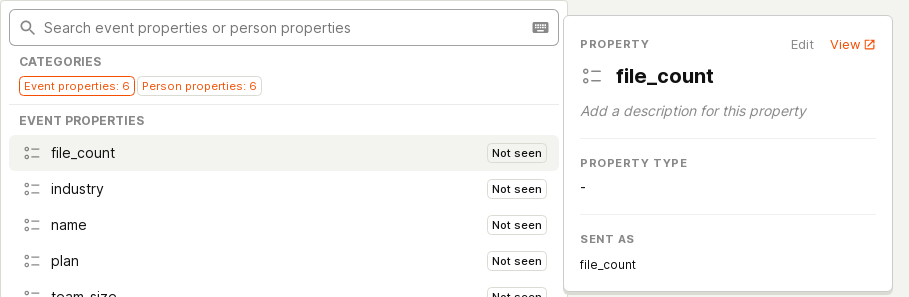 Search event properties or person properties
CATEGORIES
Event properties: 6 Person properties: 6
EVENT PROPERTIES
file_count Not seen
industry Not seen
name Not seen
plan Not seen
team_size Not seen
PROPERTY Edit View
file_count
Add a description for this property
PROPERTY TYPE
-
SENT AS
file_count